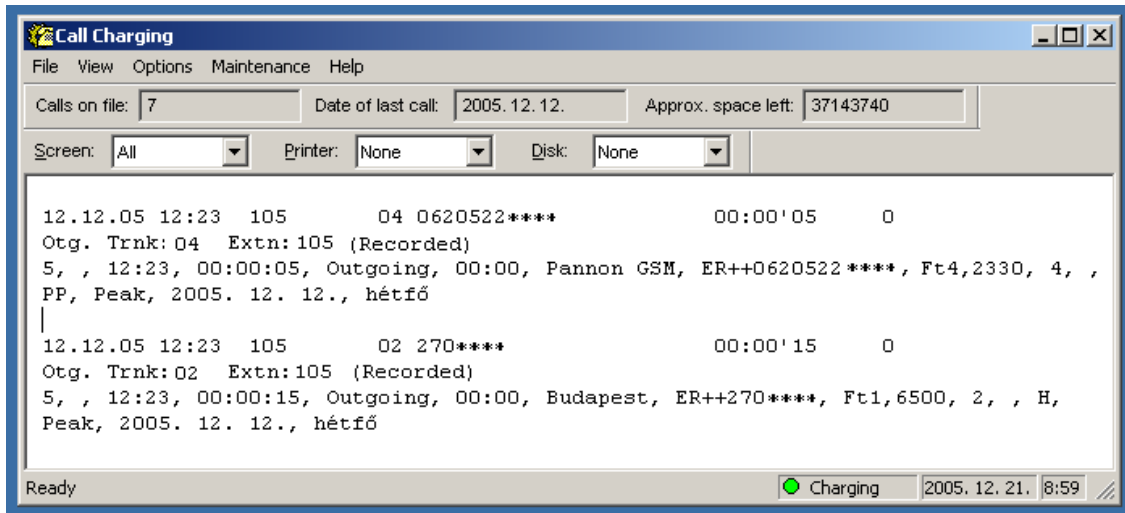 Call Charging
File View Options Maintenance Help
Calls on file: 7 Date of last call: 2005. 12. 12. Approx. space left: 37143740
Screen: All Printer: None Disk: None
12.12.05 12:23 105 04 0620522**** 00:00'05 0
Otg. Trnk: 04 Extn: 105 (Recorded)
5, , 12:23, 00:00:05, Outgoing, 00:00, Pannon GSM, ER++0620522****, Ft4,2330, 4, ,
PP, Peak, 2005. 12. 12., hétfő
12.12.05 12:23 105 02 270**** 00:00'15 0
Otg. Trnk: 02 Extn: 105 (Recorded)
5, , 12:23, 00:00:15, Outgoing, 00:00, Budapest, ER++270****, Ft1,6500, 2, , H,
Peak, 2005. 12. 12., hétfő
Ready Charging 2005. 12. 21. 8:59